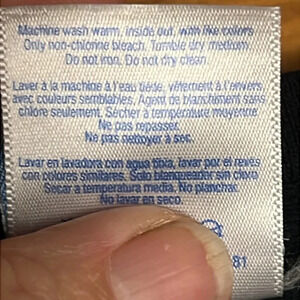 Machine wash warm, inside out, with like colors.
Only non-chlorine bleach. Tumble dry medium.
Do not iron. Do not dry clean.
Laver à la machine à l'eau tiède, vêtement à l'envers,
avec couleurs semblables. Agent de blanchiment sans
chlore seulement. Sécher à température moyenne.
Ne pas repasser.
Ne pas nettoyer à sec.
Lavar en lavadora con agua tibia, lavar por el revés
con colores similares. Solo blanqueador sin cloro.
Secar a temperatura media. No planchar.
No lavar en seco.
81